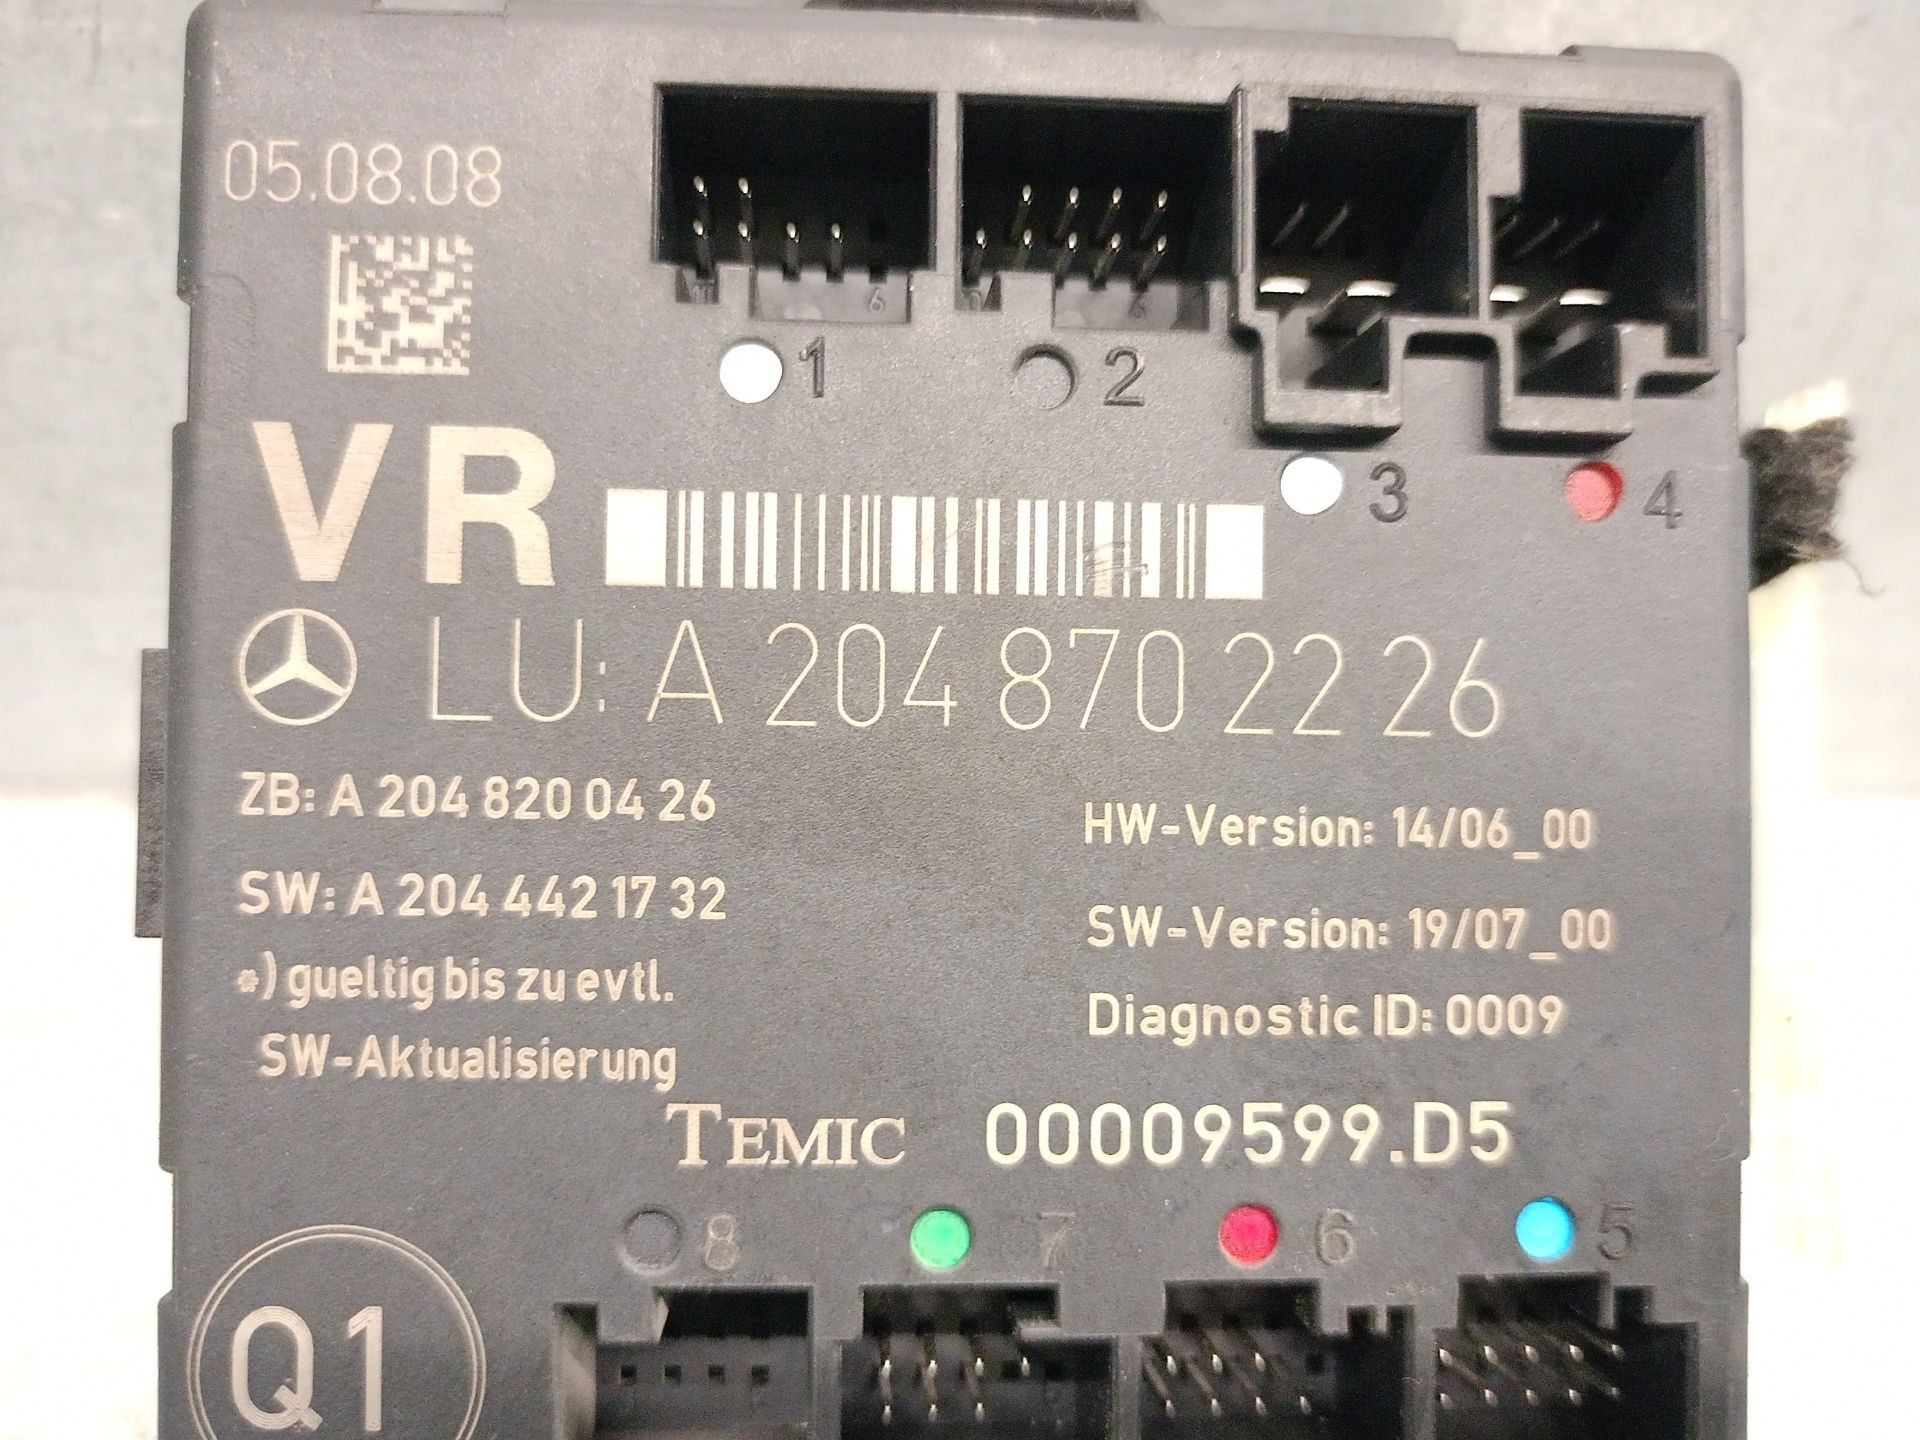 05.08.08
1
2
3
4
VR
LU: A 204 870 22 26
ZB: A 204 820 04 26
HW-Version: 14/06_00
SW: A 204 442 17 32
SW-Version: 19/07_00
*) gueltig bis zu evtl.
SW-Aktualisierung
Diagnostic ID: 0009
TEMIC 00009599.D5
8
7
6
5
Q1